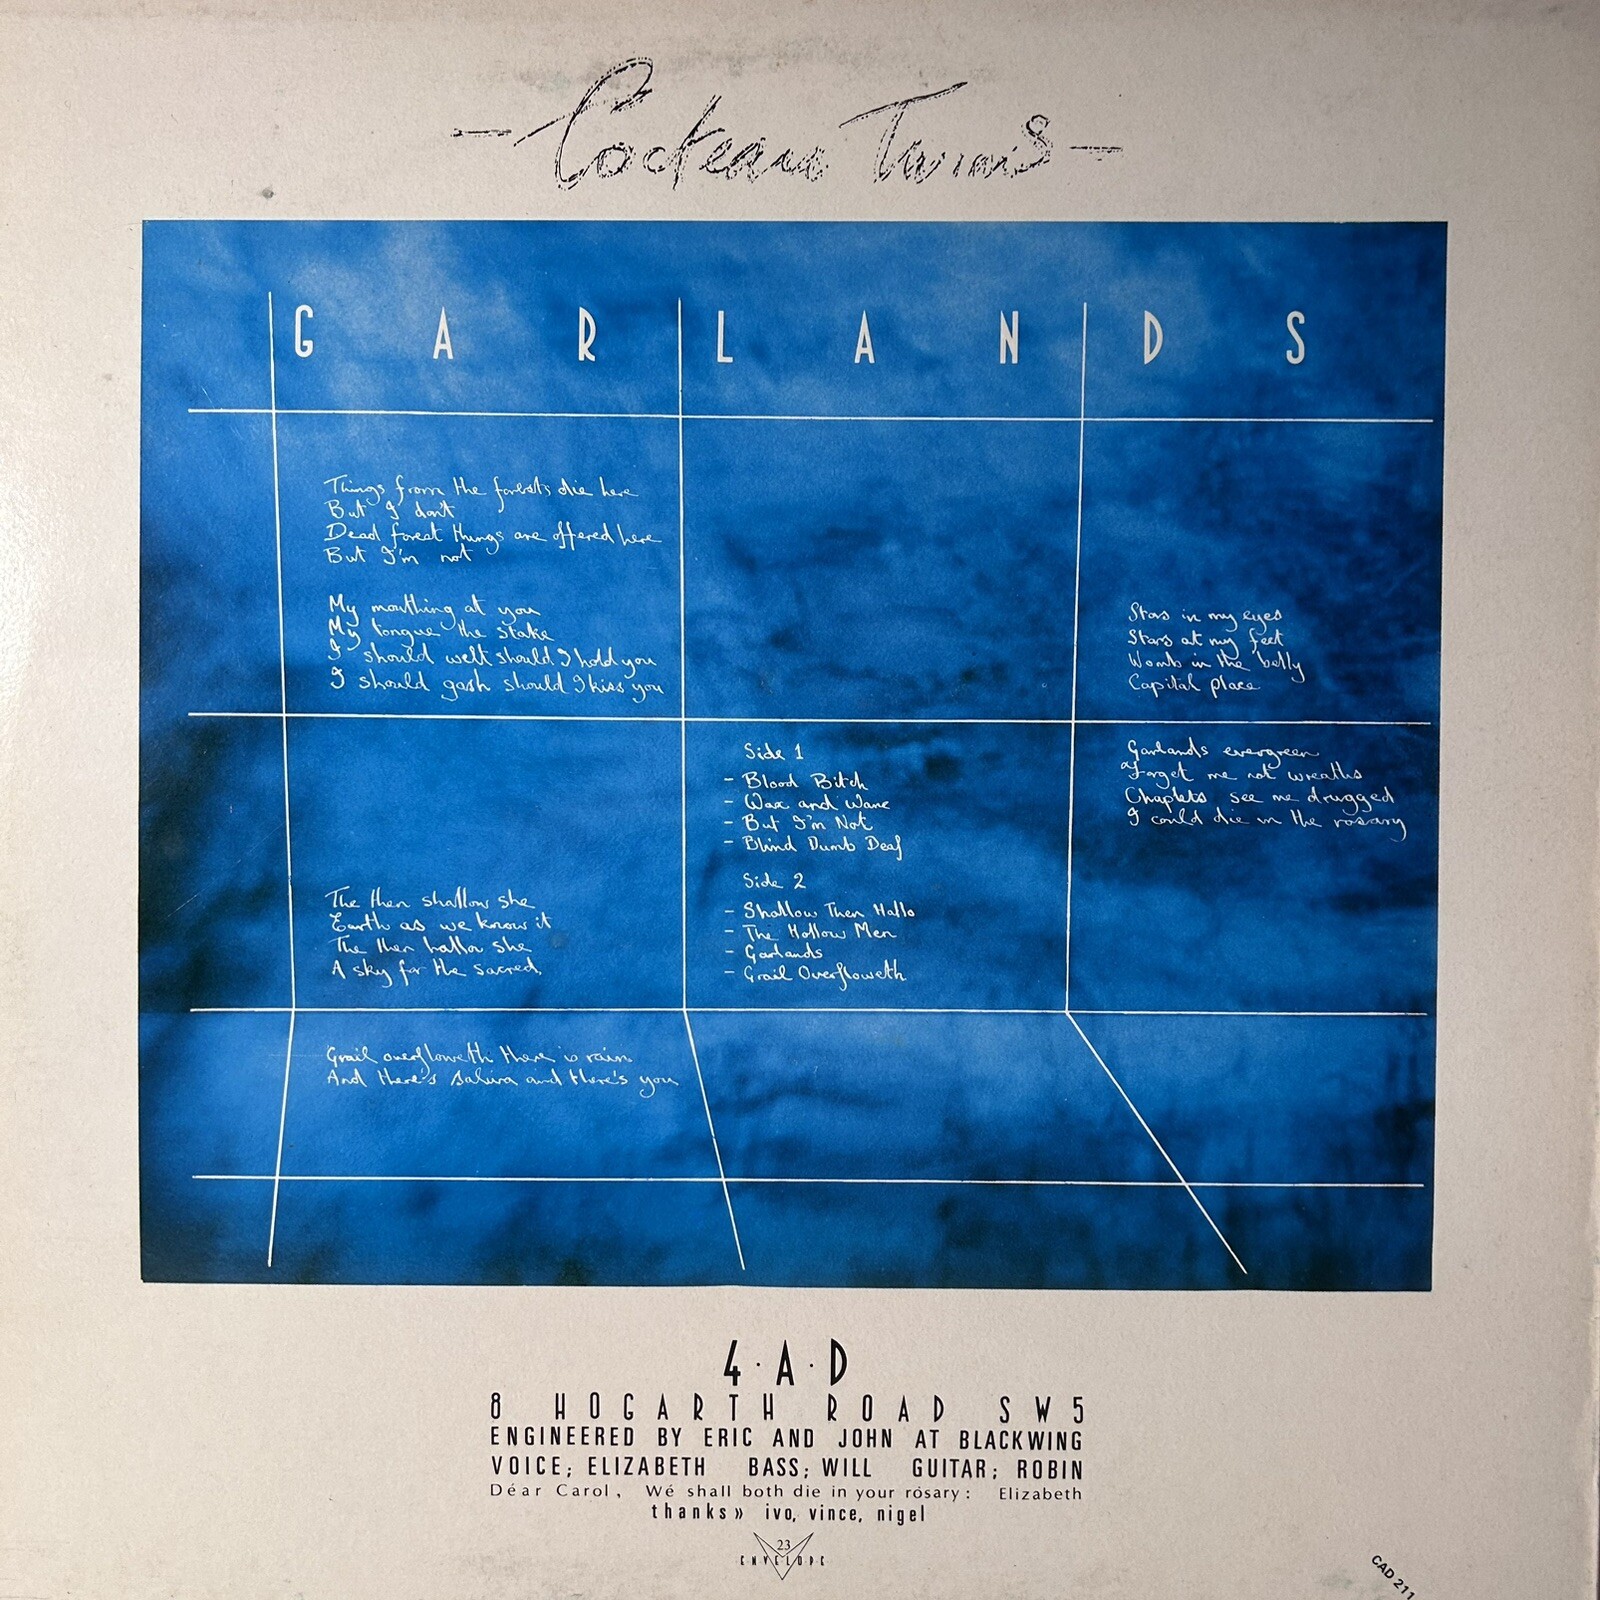 - Cocteau Twins -
GARLANDS
Things from the forests die here
But I don't
Dead forest things are offered here
But I'm not
My mouthing at you
My tongue the stake
I should welt should I hold you
I should gash should I kiss you
The then shallow she
Earth as we know it
The then hallow she
A sky for the sacred,
Grail overfloweth there is rain,
And there's saliva and there's you
Side 1
- Blood Bitch
- Wax and Wane
- But I'm Not
- Blind Dumb Deaf
Side 2
- Shallow Then Hallo
- The Hollow Men
- Garlands
- Grail Overfloweth
Stars in my eyes
Stars at my feet
Womb in the belly
Capital place
Garlands evergreen
Forget me not wreaths
Chaplets see me drugged
I could die in the rosary
4·A·D
8 HOGARTH ROAD SW5
ENGINEERED BY ERIC AND JOHN AT BLACKWING
VOICE; ELIZABETH BASS; WILL GUITAR; ROBIN
Déar Carol, Wé shall both die in your rósary: Elizabeth
thanks» ivo, vince, nigel
23
ENVELOPE
CAD 211